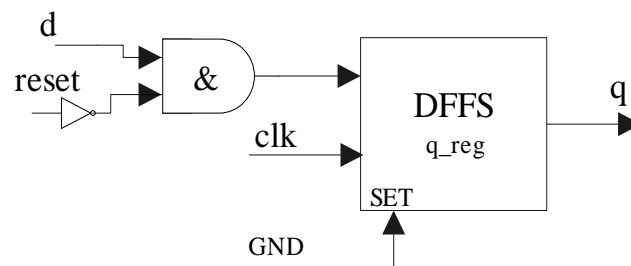 d
reset
&
clk
DFFS
q_reg
SET
q
GND